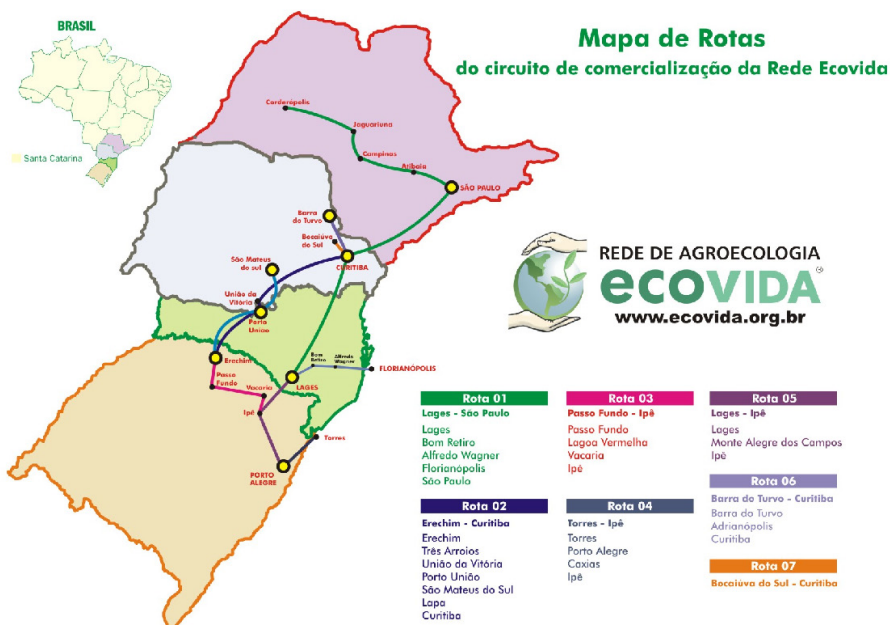 BRASIL
Santa Catarina
Mapa de Rotas
do circuito de comercialização da Rede Ecovida
Corderópolis
Jaguariuna
Campinas
Atibaia
SÃO PAULO
Barra
do Turvo
Bocaiúva
do Sul
CURITIBA
São Mateus
do sul
União da
Vitória
Porto
União
Erechim
Passo
Fundo
Vacaria
Ipê
LAGES
Bom
Retiro
Alfredo
Wagner
FLORIANÓPOLIS
Torres
PORTO
ALEGRE
REDE DE AGROECOLOGIA
ecoVIDA
www.ecovida.org.br
Rota 01
Lages - São Paulo
Lages
Bom Retiro
Alfredo Wagner
Florianópolis
São Paulo
Rota 02
Erechim - Curitiba
Erechim
Três Arroios
União da Vitória
Porto União
São Mateus do Sul
Lapa
Curitiba
Rota 03
Passo Fundo - Ipê
Passo Fundo
Lagoa Vermelha
Vacaria
Ipê
Rota 04
Torres - Ipê
Torres
Porto Alegre
Caxias
Ipê
Rota 05
Lages - Ipê
Lages
Monte Alegre dos Campos
Ipê
Rota 06
Barra do Turvo - Curitiba
Barra do Turvo
Adrianópolis
Curitiba
Rota 07
Bocaiúva do Sul - Curitiba